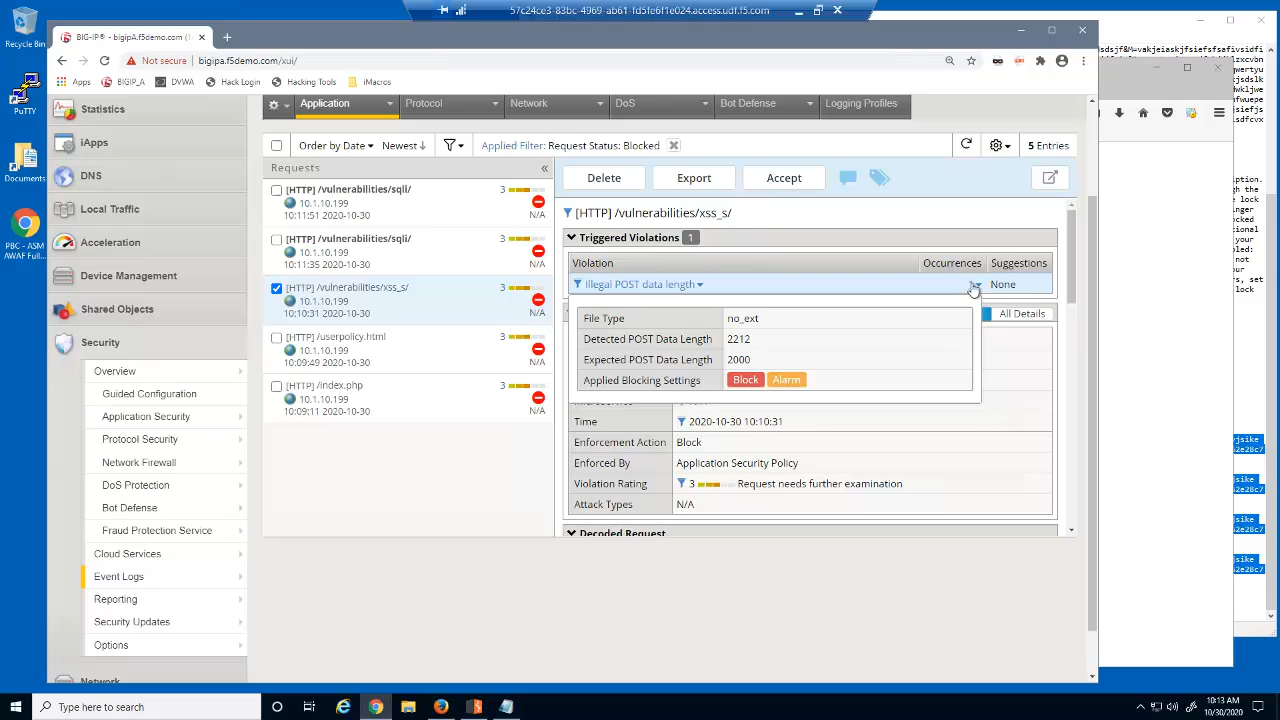 57c24ce3-83bc-4969-ab61-fd5fe6f1e024.access.udf.f5.com
Recycle Bin
PuTTY
Documents
PBC - ASM
AWAF Full...
BIG-IP® - bigipA.f5demo.com (1
Not secure
bigipa.f5demo.com/xui/
Apps
BIGIP_A
DVWA
Hack Login
Hacking Tools
iMacros
Statistics
iApps
DNS
Local Traffic
Acceleration
Device Management
Shared Objects
Security
Overview
Guided Configuration
Application Security
Protocol Security
Network Firewall
DoS Protection
Bot Defense
Fraud Protection Service
Cloud Services
Event Logs
Reporting
Security Updates
Options
Network
Application
Protocol
Network
DoS
Bot Defense
Logging Profiles
Order by Date
Newest
Applied Filter: Request Status: Blocked
5 Entries
Requests
[HTTP] /vulnerabilities/sqli/
3
10.1.10.199
10:11:51 2020-10-30
N/A
[HTTP] /vulnerabilities/sqli/
3
10.1.10.199
10:11:35 2020-10-30
N/A
[HTTP] /vulnerabilities/xss_s/
3
10.1.10.199
10:10:31 2020-10-30
N/A
[HTTP] /userpolicy.html
3
10.1.10.199
10:09:49 2020-10-30
N/A
[HTTP] /index.php
3
10.1.10.199
10:09:11 2020-10-30
N/A
Delete
Export
Accept
[HTTP] /vulnerabilities/xss_s/
Triggered Violations 1
Violation
Occurrences
Suggestions
Illegal POST data length
None
File Type
no_ext
Detected POST Data Length
2212
Expected POST Data Length
2000
Applied Blocking Settings
Block
Alarm
All Details
Time
2020-10-30 10:10:31
Enforcement Action
Block
Enforced By
Application Security Policy
Violation Rating
3
Request needs further examination
Attack Types
N/A
Decoded Request
Type here to search
10:13 AM
10/30/2020